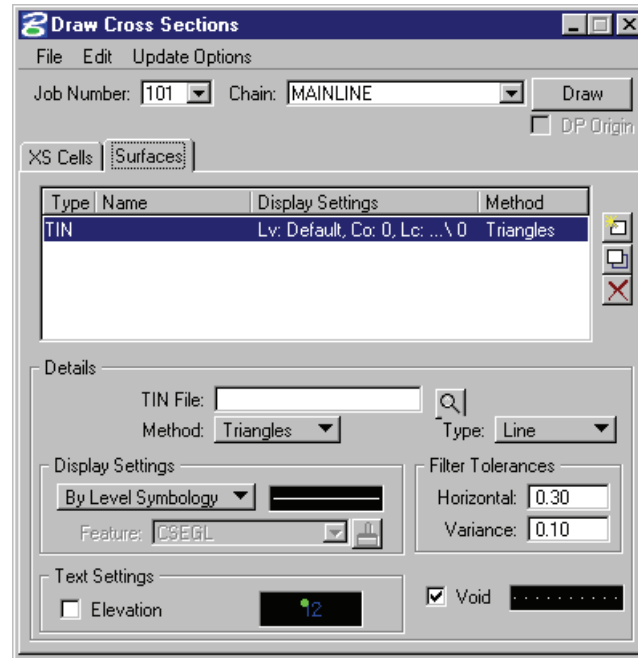 Draw Cross Sections
File Edit Update Options
Job Number: 101 Chain: MAINLINE Draw
DP Origin
XS Cells Surfaces
Type Name Display Settings Method
TIN Lv: Default, Co: 0, Lc: ...\ 0 Triangles
Details
TIN File:
Method: Triangles Type: Line
Display Settings Filter Tolerances
By Level Symbology Horizontal: 0.30
Feature: CSEGL Variance: 0.10
Text Settings
Elevation 12 Void